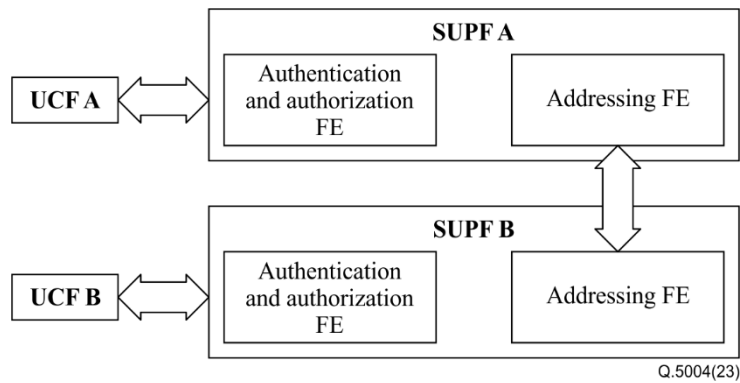 SUPF A
UCF A
Authentication
and authorization
FE
Addressing FE
SUPF B
UCF B
Authentication
and authorization
FE
Addressing FE
Q.5004(23)